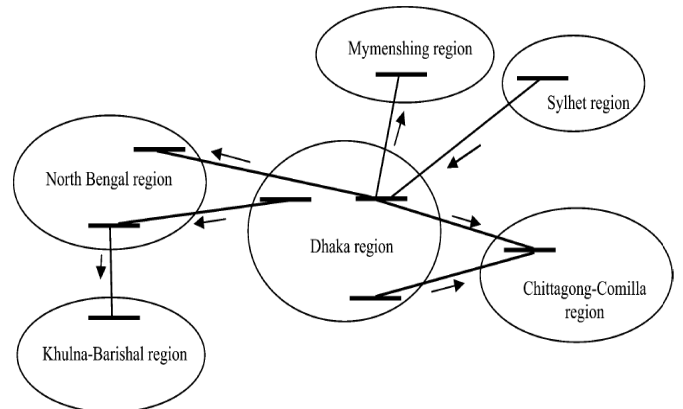 Mymenshing region
Sylhet region
North Bengal region
Dhaka region
Chittagong-Comilla
region
Khulna-Barishal region